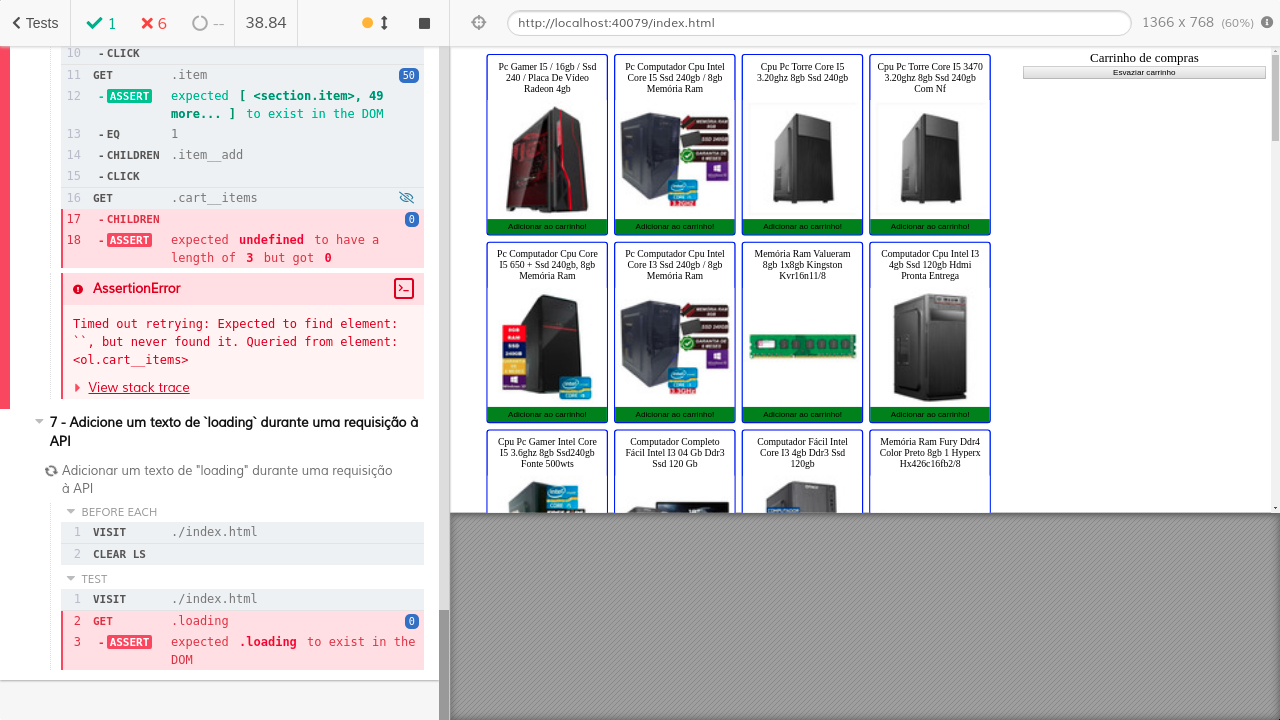 Tests
1
6
--
38.84
http://localhost:40079/index.html
1366 x 768 (60%)
10 - CLICK
11 GET .item 50
12 - ASSERT expected [ <section.item>, 49
more... ] to exist in the DOM
13 - EQ 1
14 - CHILDREN .item__add
15 - CLICK
16 GET .cart__items
17 - CHILDREN 0
18 - ASSERT expected undefined to have a
length of 3 but got 0
AssertionError
Timed out retrying: Expected to find element:
``, but never found it. Queried from element:
<ol.cart__items>
View stack trace
7 - Adicione um texto de `loading` durante uma requisição à
API
Adicionar um texto de "loading" durante uma requisição
à API
BEFORE EACH
1 VISIT ./index.html
2 CLEAR LS
TEST
1 VISIT ./index.html
2 GET .loading 0
3 - ASSERT expected .loading to exist in the
DOM
Pc Gamer I5 / 16gb / Ssd
240 / Placa De Vídeo
Radeon 4gb
Adicionar ao carrinho!
Pc Computador Cpu Intel
Core I5 Ssd 240gb / 8gb
Memória Ram
MEMÓRIA RAM
8GB
SSD 240GB
GARANTIA DE
6 MESES
Adicionar ao carrinho!
Cpu Pc Torre Core I5
3.20ghz 8gb Ssd 240gb
Adicionar ao carrinho!
Cpu Pc Torre Core I5 3470
3.20ghz 8gb Ssd 240gb
Com Nf
Adicionar ao carrinho!
Carrinho de compras
Esvaziar carrinho
Pc Computador Cpu Core
I5 650 + Ssd 240gb, 8gb
Memória Ram
Adicionar ao carrinho!
Pc Computador Cpu Intel
Core I3 Ssd 240gb / 8gb
Memória Ram
Adicionar ao carrinho!
Memória Ram Valueram
8gb 1x8gb Kingston
Kvr16n11/8
Adicionar ao carrinho!
Computador Cpu Intel I3
4gb Ssd 120gb Hdmi
Pronta Entrega
Adicionar ao carrinho!
Cpu Pc Gamer Intel Core
I5 3.6ghz 8gb Ssd240gb
Fonte 500wts
Computador Completo
Fácil Intel I3 04 Gb Ddr3
Ssd 120 Gb
Computador Fácil Intel
Core I3 4gb Ddr3 Ssd
120gb
Memória Ram Fury Ddr4
Color Preto 8gb 1 Hyperx
Hx426c16fb2/8